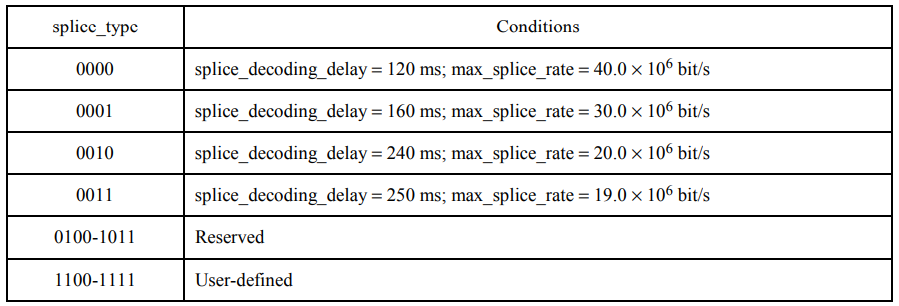 splice_type Conditions
0000 splice_decoding_delay = 120 ms; max_splice_rate = 40.0 × 10⁶ bit/s
0001 splice_decoding_delay = 160 ms; max_splice_rate = 30.0 × 10⁶ bit/s
0010 splice_decoding_delay = 240 ms; max_splice_rate = 20.0 × 10⁶ bit/s
0011 splice_decoding_delay = 250 ms; max_splice_rate = 19.0 × 10⁶ bit/s
0100-1011 Reserved
1100-1111 User-defined